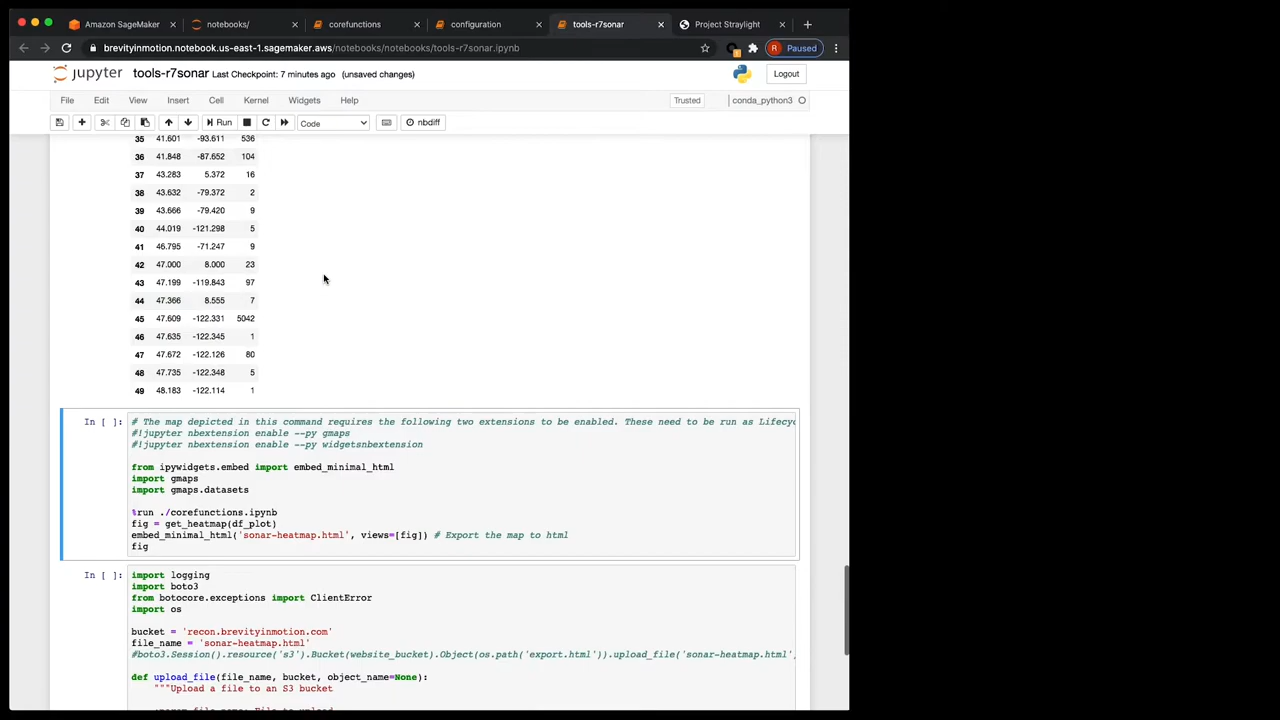 Amazon SageMaker
notebooks/
corefunctions
configuration
tools-r7sonar
Project Straylight
brevityinmotion.notebook.us-east-1.sagemaker.aws/notebooks/notebooks/tools-r7sonar.ipynb
R Paused
jupyter tools-r7sonar Last Checkpoint: 7 minutes ago (unsaved changes)
Logout
File Edit View Insert Cell Kernel Widgets Help
Trusted conda_python3
Run Code nbdiff
35 41.601 -93.611 536
36 41.848 -87.652 104
37 43.283 5.372 16
38 43.632 -79.372 2
39 43.666 -79.420 9
40 44.019 -121.298 5
41 46.795 -71.247 9
42 47.000 8.000 23
43 47.199 -119.843 97
44 47.366 8.555 7
45 47.609 -122.331 5042
46 47.635 -122.345 1
47 47.672 -122.126 80
48 47.735 -122.348 5
49 48.183 -122.114 1
In [ ]: # The map depicted in this command requires the following two extensions to be enabled. These need to be run as Lifecyc
#!jupyter nbextension enable --py gmaps
#!jupyter nbextension enable --py widgetsnbextension
from ipywidgets.embed import embed_minimal_html
import gmaps
import gmaps.datasets
%run ./corefunctions.ipynb
fig = get_heatmap(df_plot)
embed_minimal_html('sonar-heatmap.html', views=[fig]) # Export the map to html
fig
In [ ]: import logging
import boto3
from botocore.exceptions import ClientError
import os
bucket = 'recon.brevityinmotion.com'
file_name = 'sonar-heatmap.html'
#boto3.Session().resource('s3').Bucket(website_bucket).Object(os.path('export.html')).upload_file('sonar-heatmap.html'
def upload_file(file_name, bucket, object_name=None):
"""Upload a file to an S3 bucket